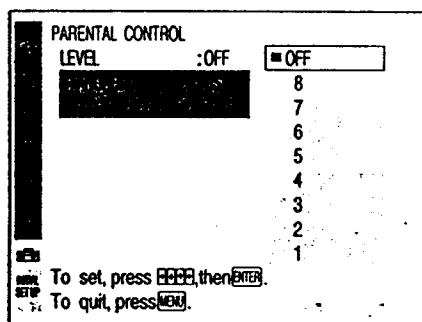 PARENTAL CONTROL
LEVEL :OFF
OFF
8
7
6
5
4
3
2
1
SETUP
To set, press , then ENTER.
To quit, press MENU.